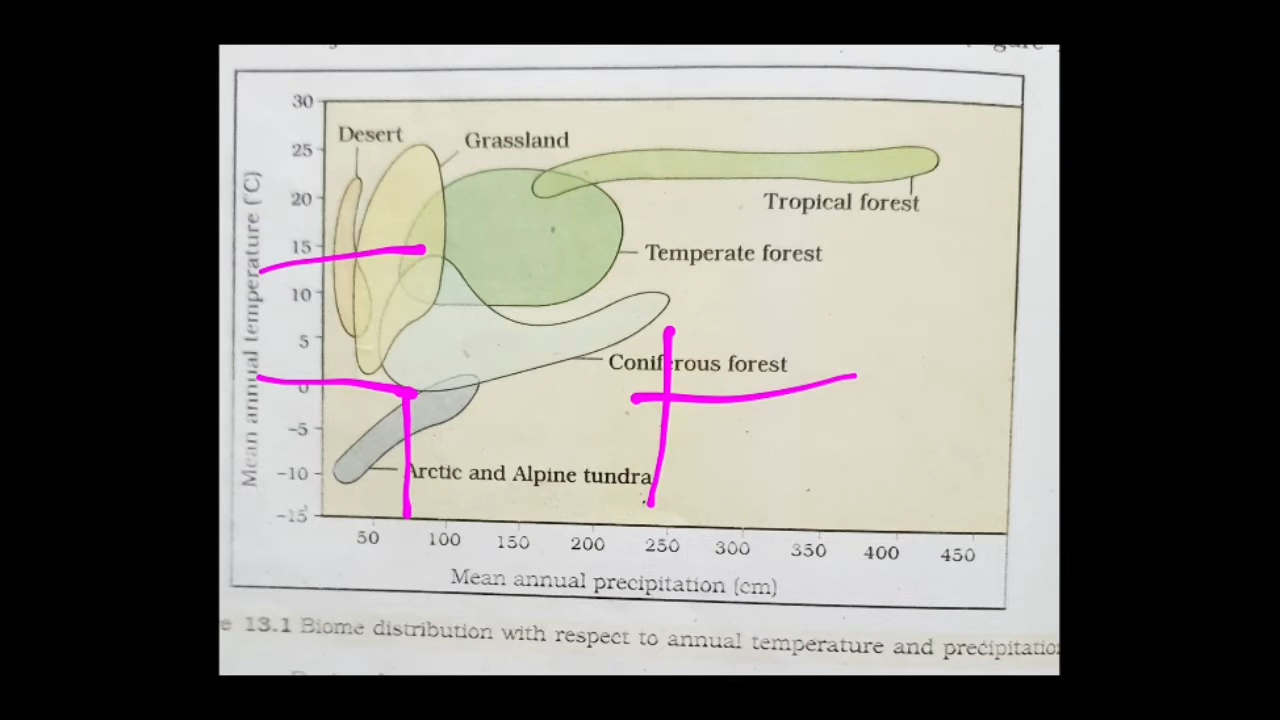 30
Desert
Grassland
25
20
Tropical forest
15
Temperate forest
10
5
Coniferous forest
0
-5
-10
Arctic and Alpine tundra
-15
50 100 150 200 250 300 350 400 450
Mean annual temperature (°C)
Mean annual precipitation (cm)
13.1 Biome distribution with respect to annual temperature and